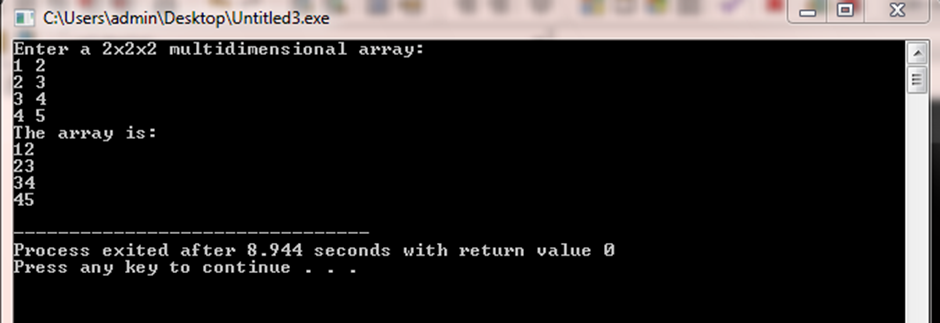 C:\Users\admin\Desktop\Untitled3.exe
Enter a 2x2x2 multidimensional array:
1 2
2 3
3 4
4 5
The array is:
12
23
34
45
--------------------------------
Process exited after 8.944 seconds with return value 0
Press any key to continue . . .